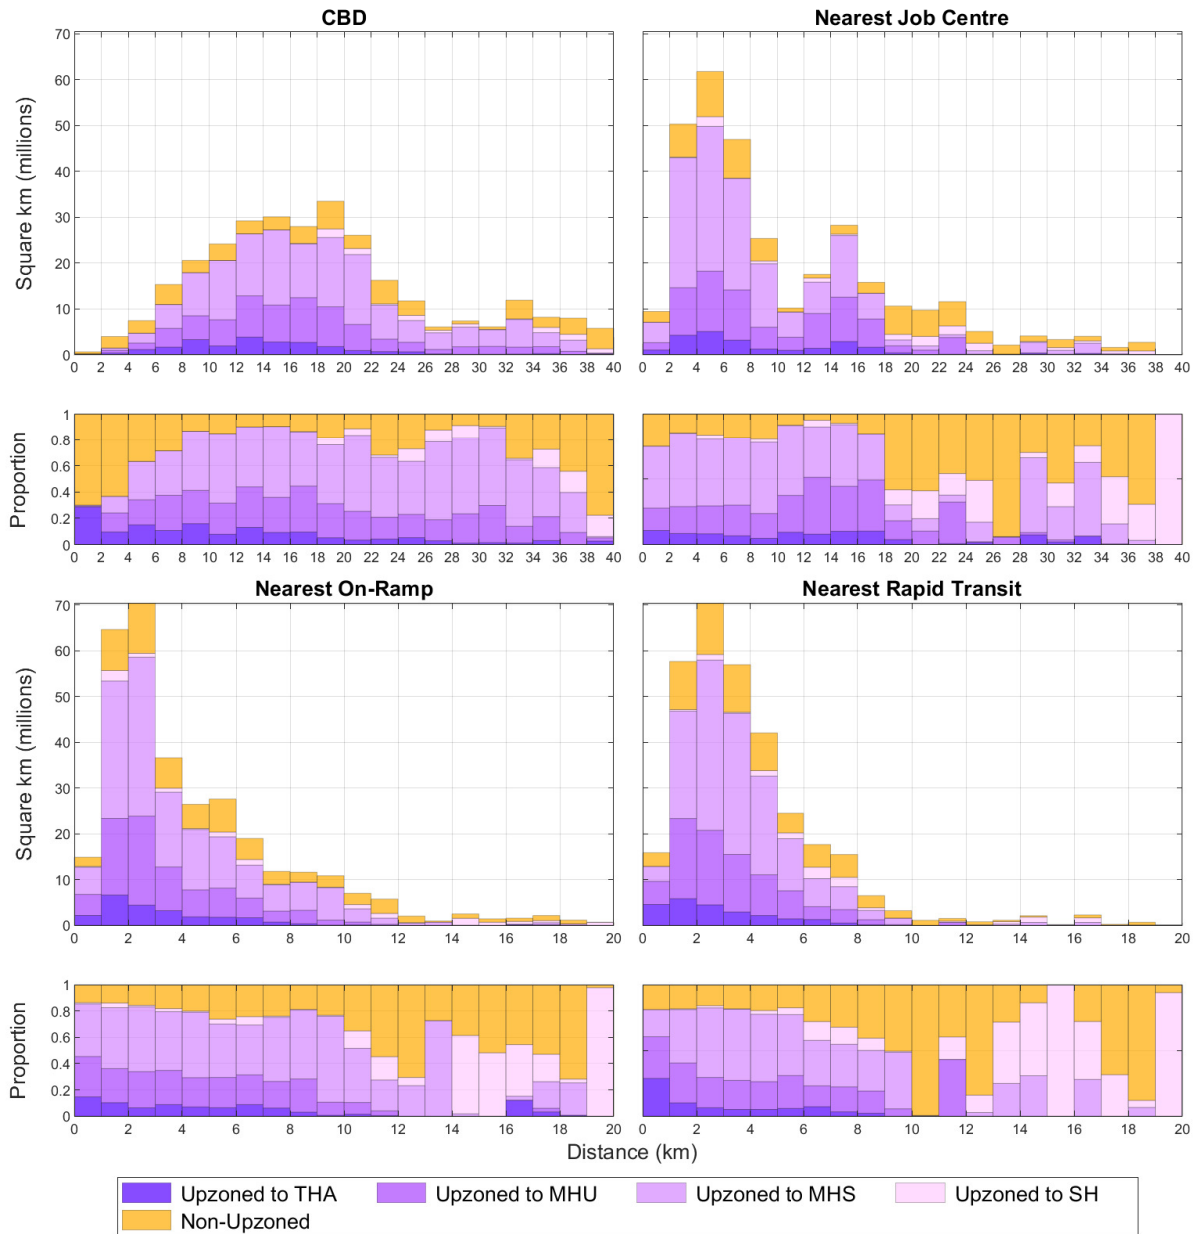 CBD
Nearest Job Centre
Square km (millions)
70
60
50
40
30
20
10
0
0 2 4 6 8 10 12 14 16 18 20 22 24 26 28 30 32 34 36 38 40
0 2 4 6 8 10 12 14 16 18 20 22 24 26 28 30 32 34 36 38 40
Proportion
1
0.8
0.6
0.4
0.2
0
0 2 4 6 8 10 12 14 16 18 20 22 24 26 28 30 32 34 36 38 40
0 2 4 6 8 10 12 14 16 18 20 22 24 26 28 30 32 34 36 38 40
Nearest On-Ramp
Nearest Rapid Transit
Square km (millions)
70
60
50
40
30
20
10
0
0 2 4 6 8 10 12 14 16 18 20
0 2 4 6 8 10 12 14 16 18 20
Proportion
1
0.8
0.6
0.4
0.2
0
0 2 4 6 8 10 12 14 16 18 20
0 2 4 6 8 10 12 14 16 18 20
Distance (km)
Upzoned to THA Upzoned to MHU Upzoned to MHS Upzoned to SH
Non-Upzoned